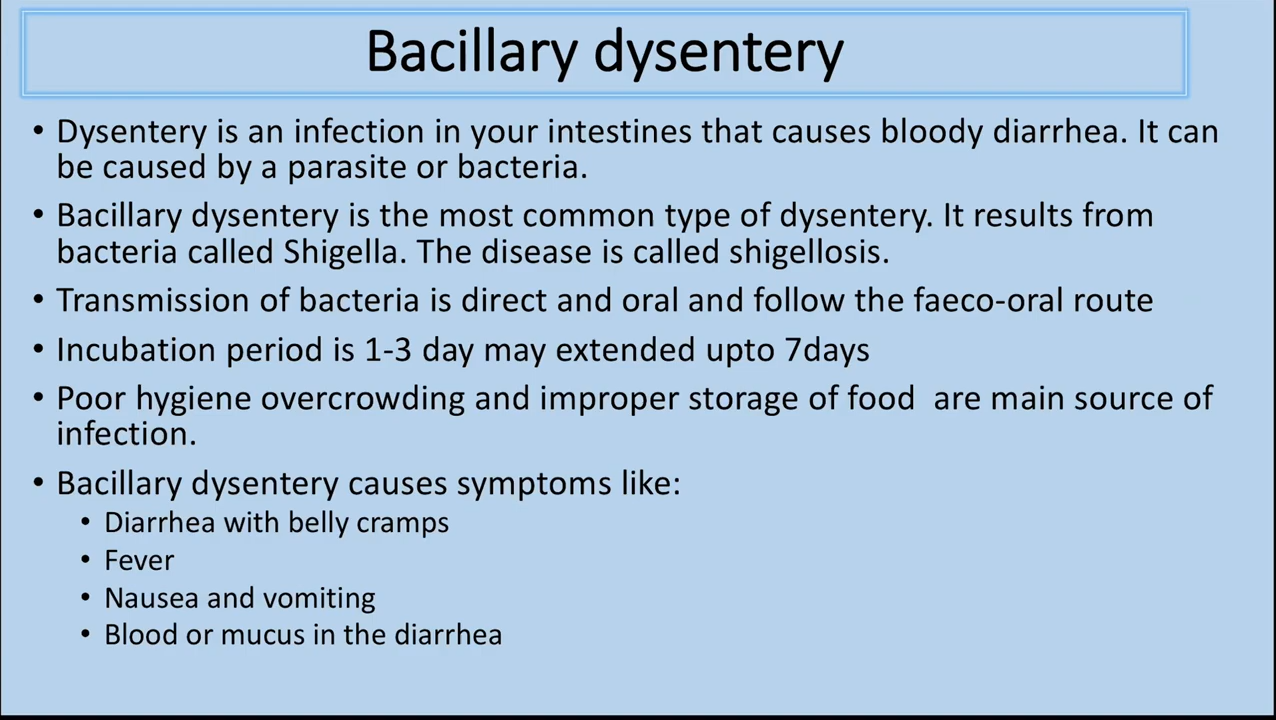 Bacillary dysentery
• Dysentery is an infection in your intestines that causes bloody diarrhea. It can
be caused by a parasite or bacteria.
• Bacillary dysentery is the most common type of dysentery. It results from
bacteria called Shigella. The disease is called shigellosis.
• Transmission of bacteria is direct and oral and follow the faeco-oral route
• Incubation period is 1-3 day may extended upto 7days
• Poor hygiene overcrowding and improper storage of food  are main source of
infection.
• Bacillary dysentery causes symptoms like:
• Diarrhea with belly cramps
• Fever
• Nausea and vomiting
• Blood or mucus in the diarrhea